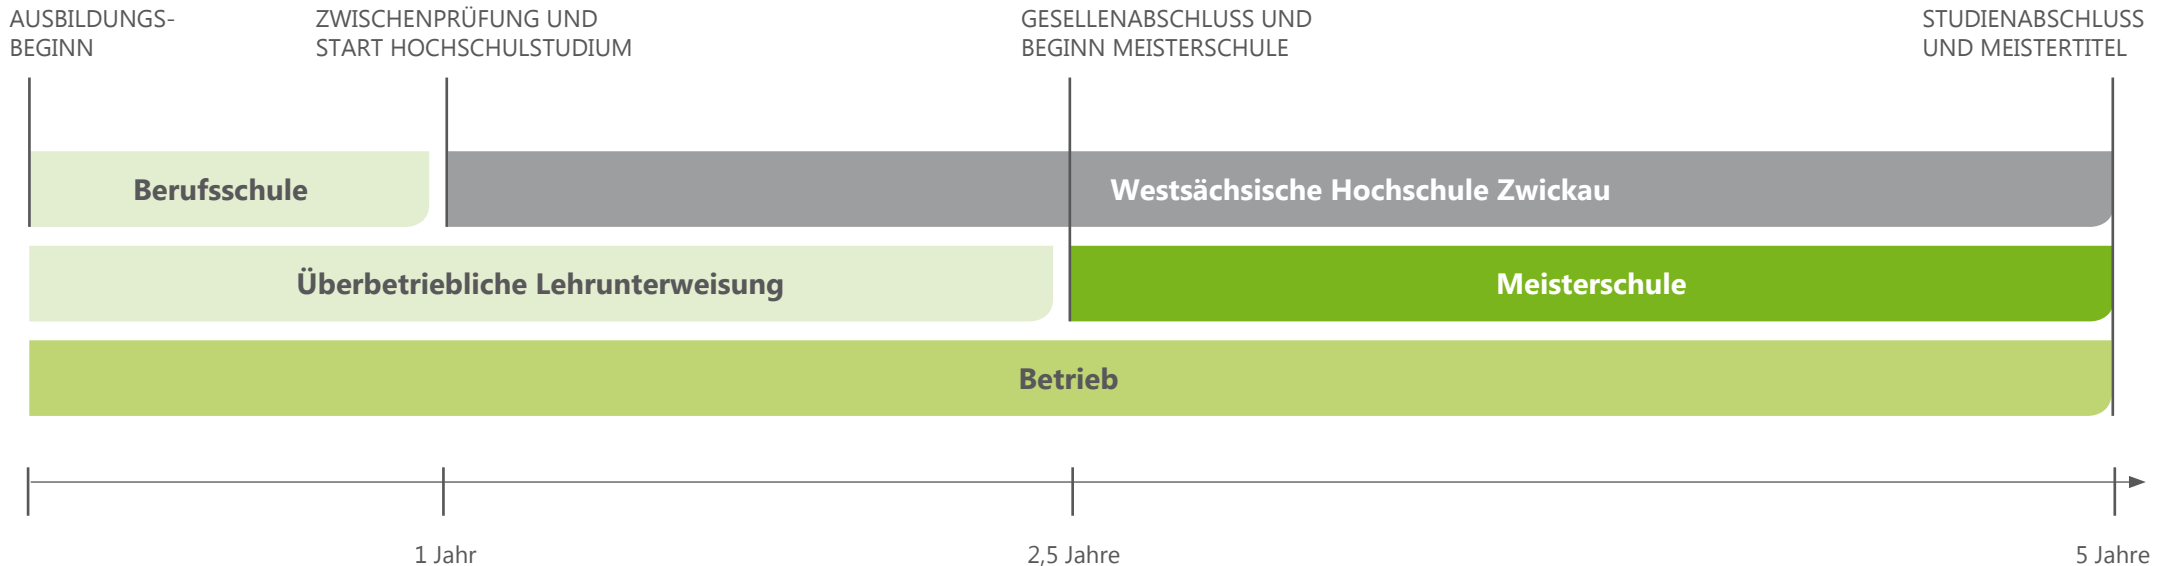 AUSBILDUNGS-
BEGINN
ZWISCHENPRÜFUNG UND
START HOCHSCHULSTUDIUM
GESELLENABSCHLUSS UND
BEGINN MEISTERSCHULE
STUDIENABSCHLUSS
UND MEISTERTITEL
Berufsschule
Westsächsische Hochschule Zwickau
Überbetriebliche Lehrunterweisung
Meisterschule
Betrieb
1 Jahr
2,5 Jahre
5 Jahre